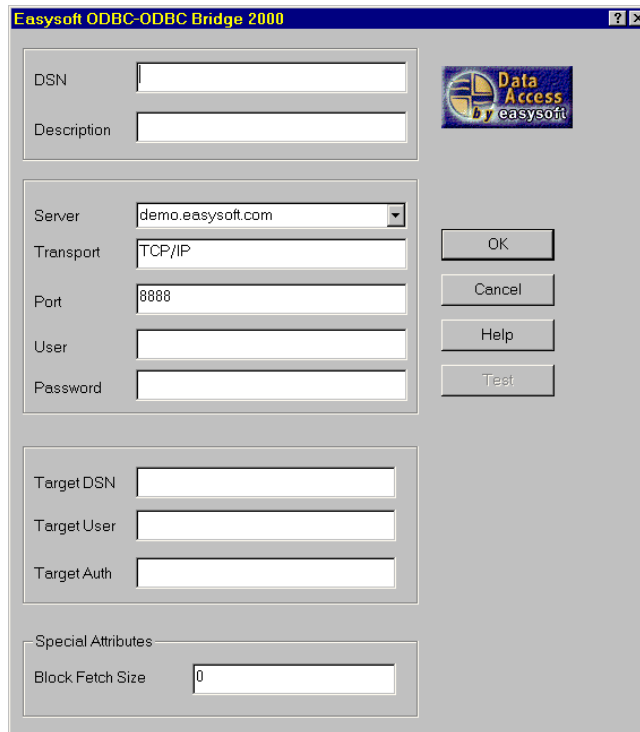 Easysoft ODBC-ODBC Bridge 2000
DSN
Description
Data
Access
by easysoft
Server demo.easysoft.com
Transport TCP/IP
Port 8888
User
Password
OK
Cancel
Help
Test
Target DSN
Target User
Target Auth
Special Attributes
Block Fetch Size 0